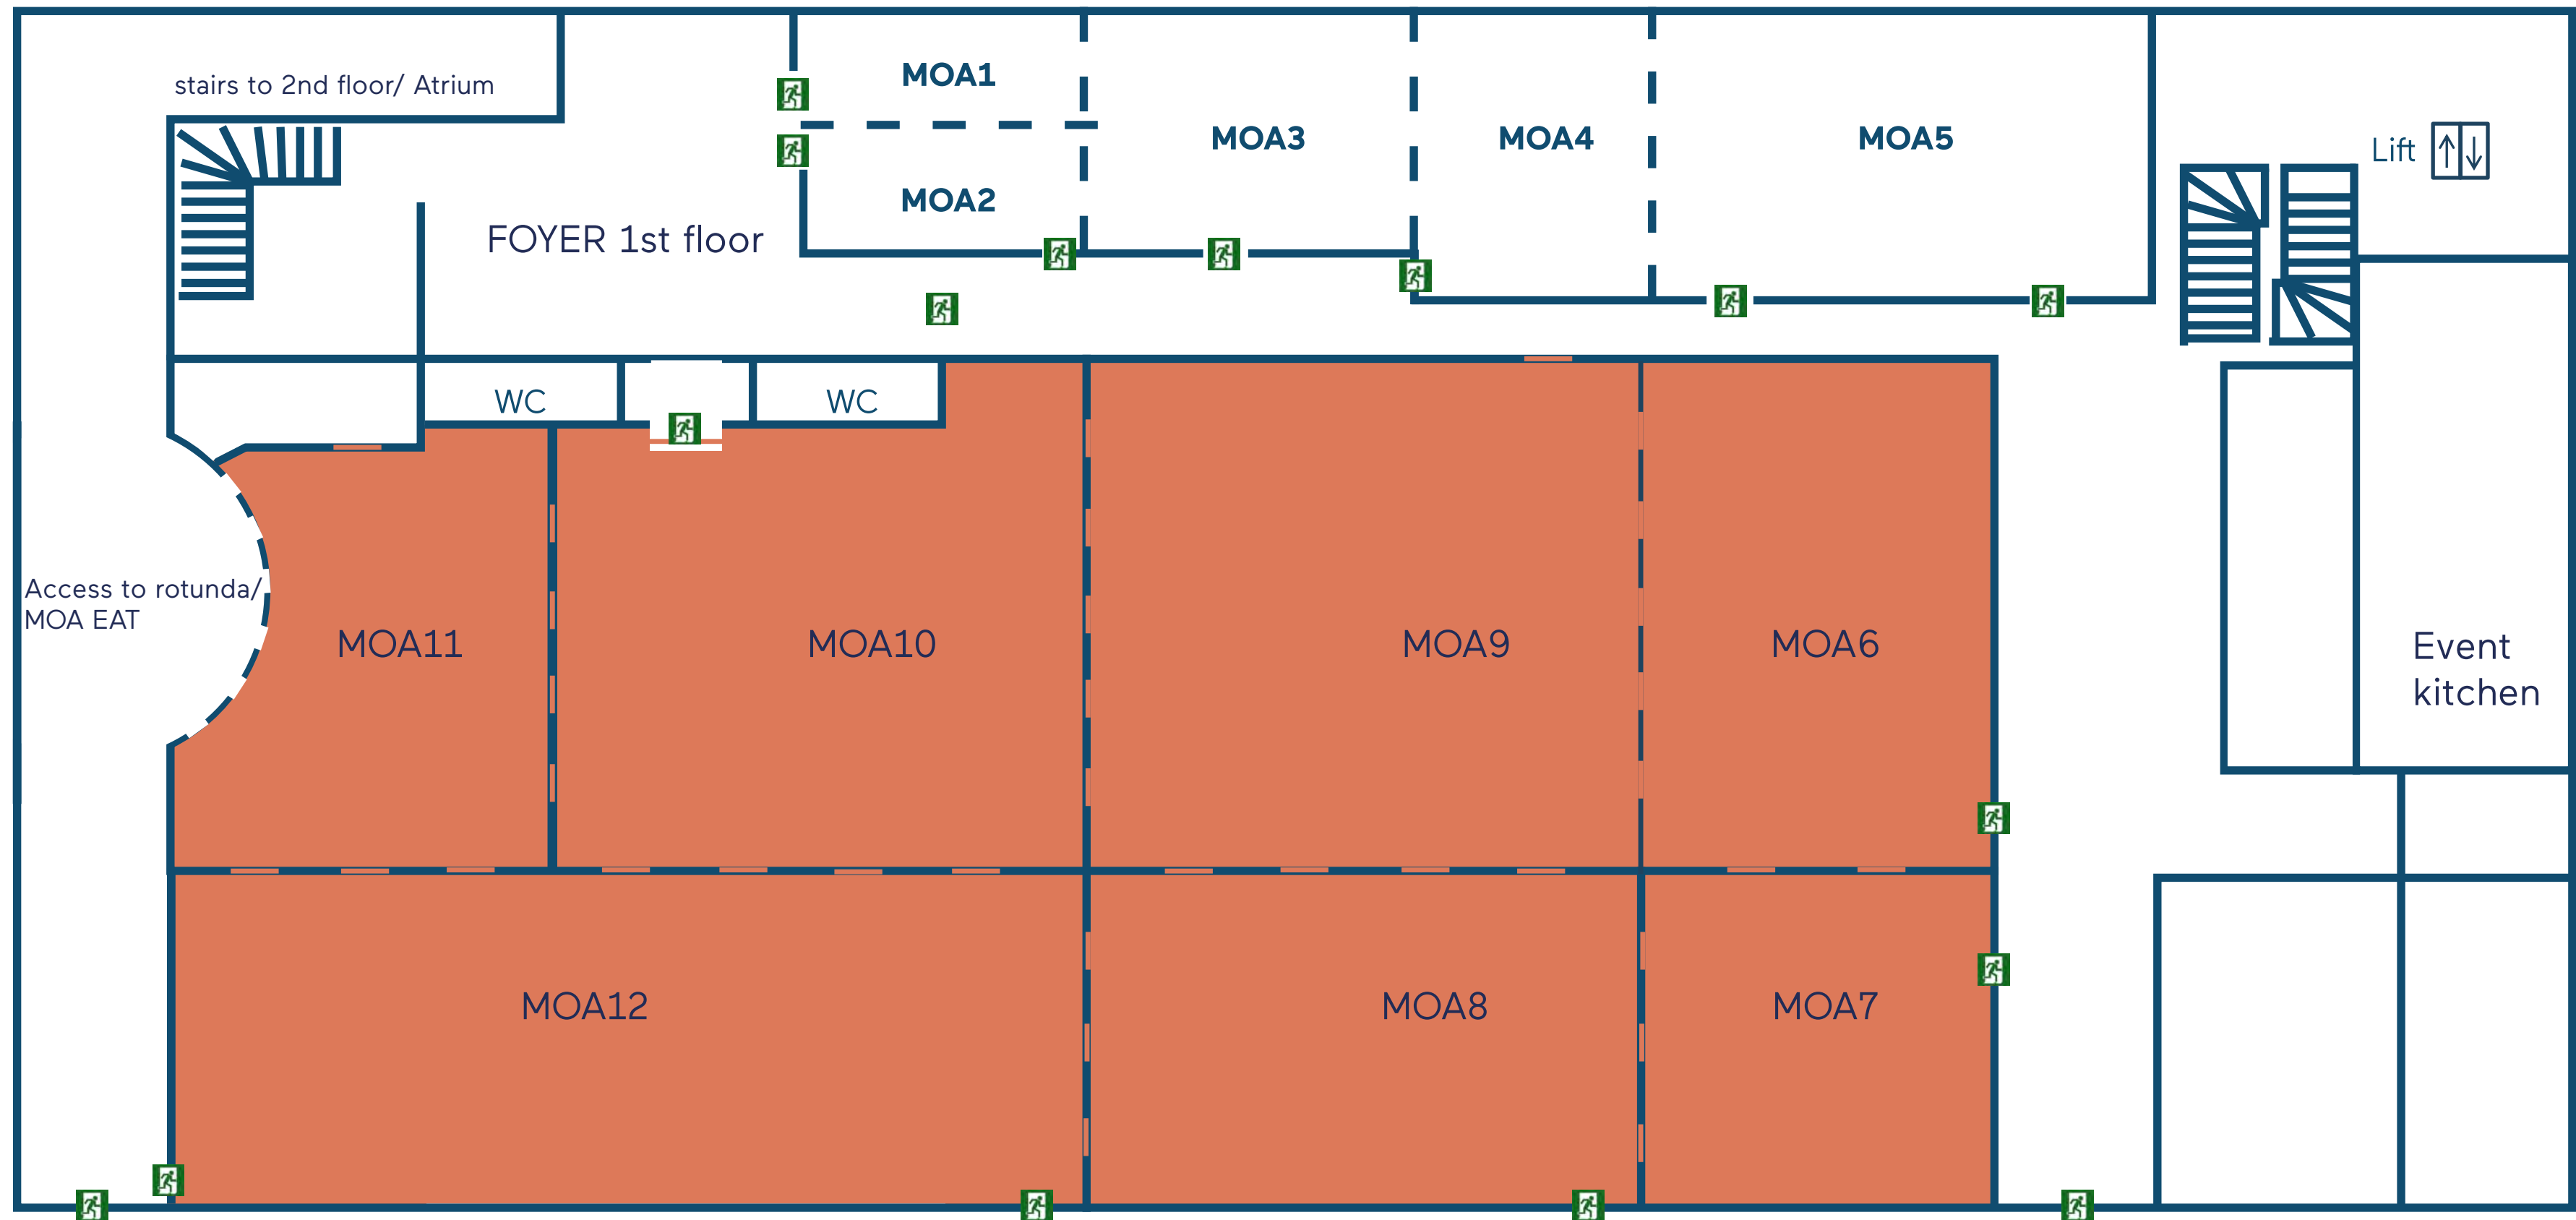 stairs to 2nd floor/ Atrium
MOA1
MOA2
MOA3
MOA4
MOA5
Lift
FOYER 1st floor
WC
WC
Access to rotunda/
MOA EAT
MOA11
MOA10
MOA9
MOA6
Event
kitchen
MOA12
MOA8
MOA7